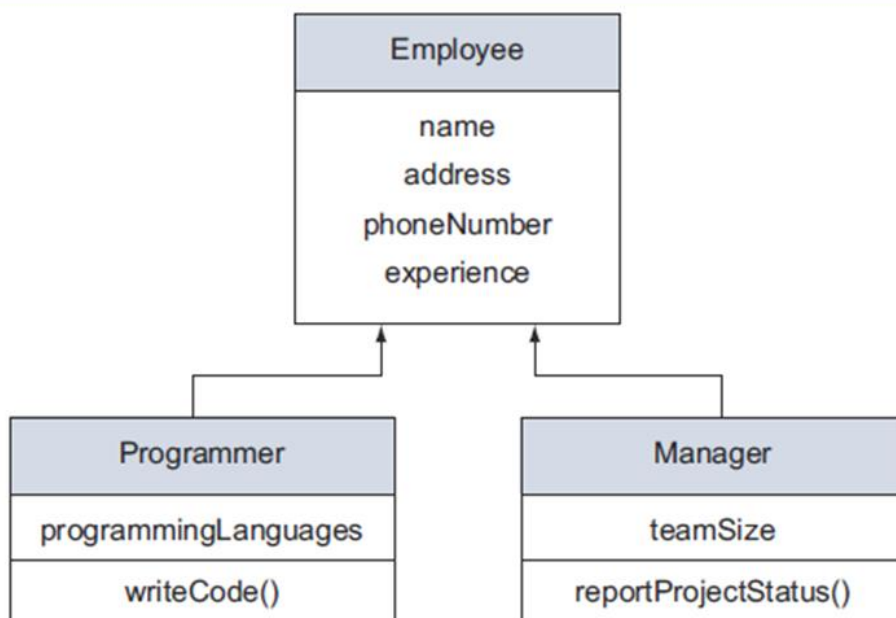 Employee
name
address
phoneNumber
experience
Programmer
programmingLanguages
writeCode()
Manager
teamSize
reportProjectStatus()